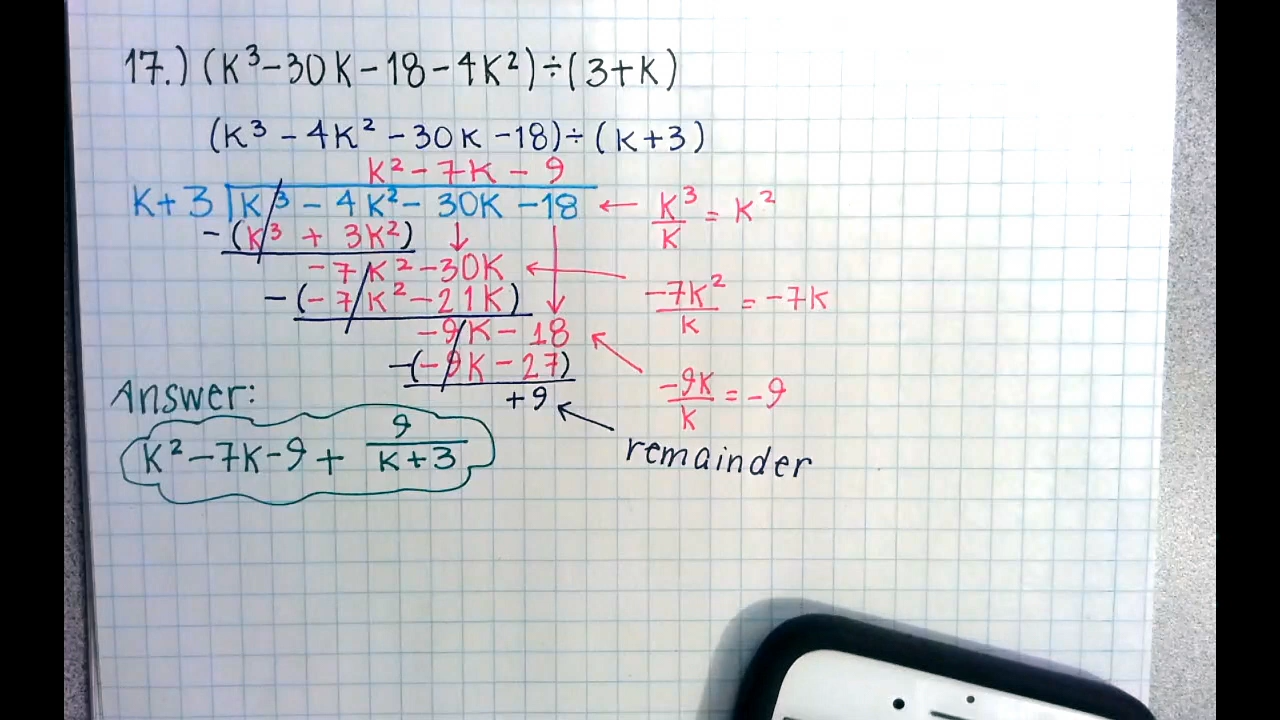 17.) (K³-30K-18-4K²)÷(3+K)
(K³-4K²-30K-18)÷(K+3)
K²-7K-9
K+3 K³-4K²-30K-18 ← K³/K = K²
-(K³+3K²)
-7K²-30K
-7K²/K = -7K
-(-7K²-21K)
-9K-18
-(-9K-27)
-9K/K = -9
+9
remainder
Answer:
K²-7K-9+ 9/K+3